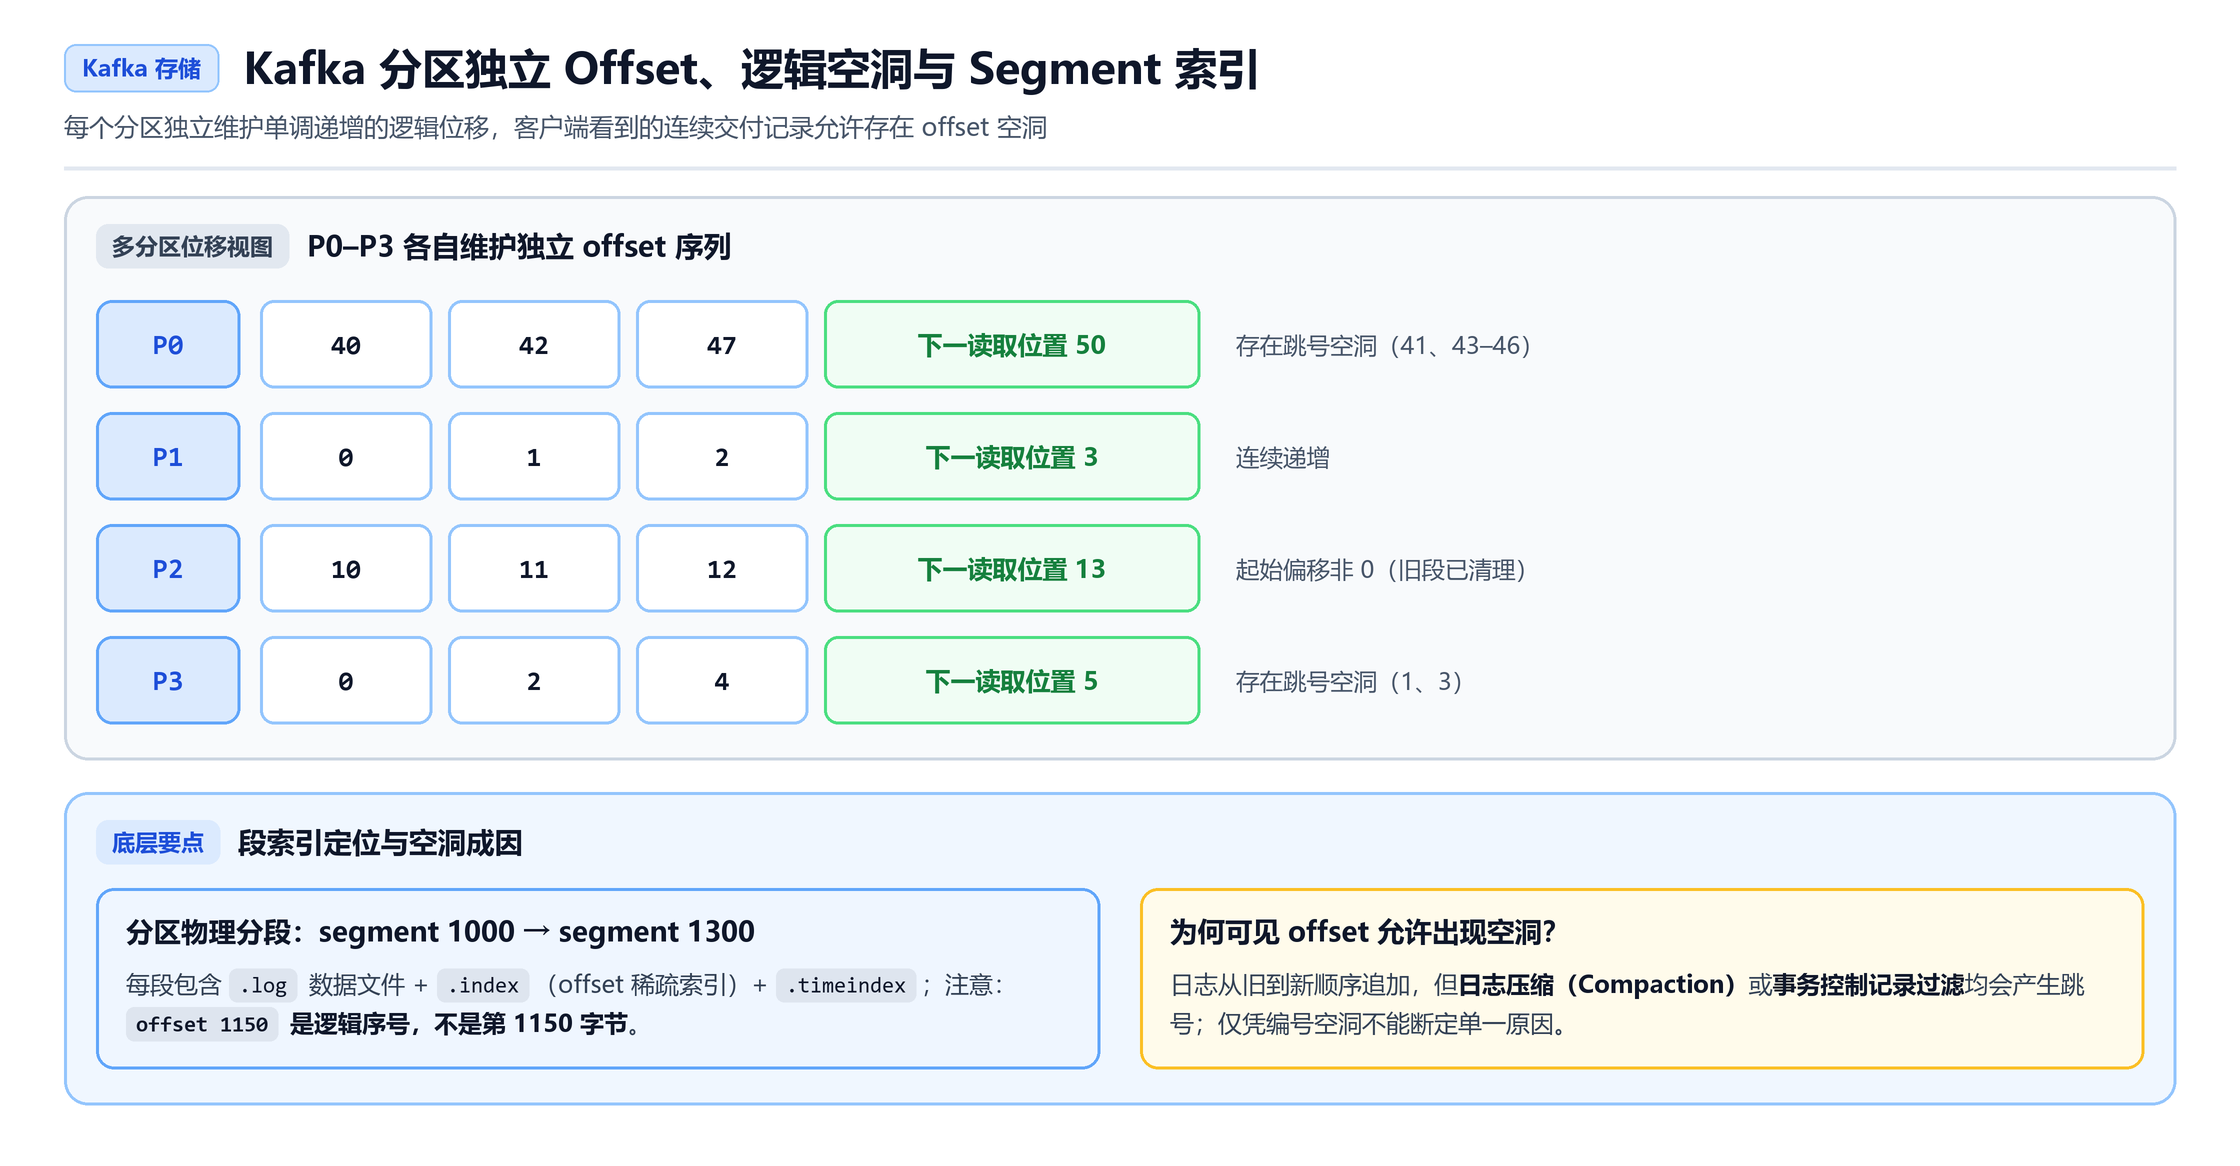 Kafka 存储
Kafka 分区独立 Offset、逻辑空洞与 Segment 索引
每个分区独立维护单调递增的逻辑位移，客户端看到的连续交付记录允许存在 offset 空洞
多分区位移视图
P0–P3 各自维护独立 offset 序列
P0 40 42 47 下一读取位置 50 存在跳号空洞（41、43–46）
P1 0 1 2 下一读取位置 3 连续递增
P2 10 11 12 下一读取位置 13 起始偏移非 0（旧段已清理）
P3 0 2 4 下一读取位置 5 存在跳号空洞（1、3）
底层要点
段索引定位与空洞成因
分区物理分段：segment 1000 → segment 1300
每段包含 .log 数据文件 + .index （offset 稀疏索引）+ .timeindex ；注意：
offset 1150 是逻辑序号，不是第 1150 字节。
为何可见 offset 允许出现空洞？
日志从旧到新顺序追加，但日志压缩（Compaction）或事务控制记录过滤均会产生跳
号；仅凭编号空洞不能断定单一原因。